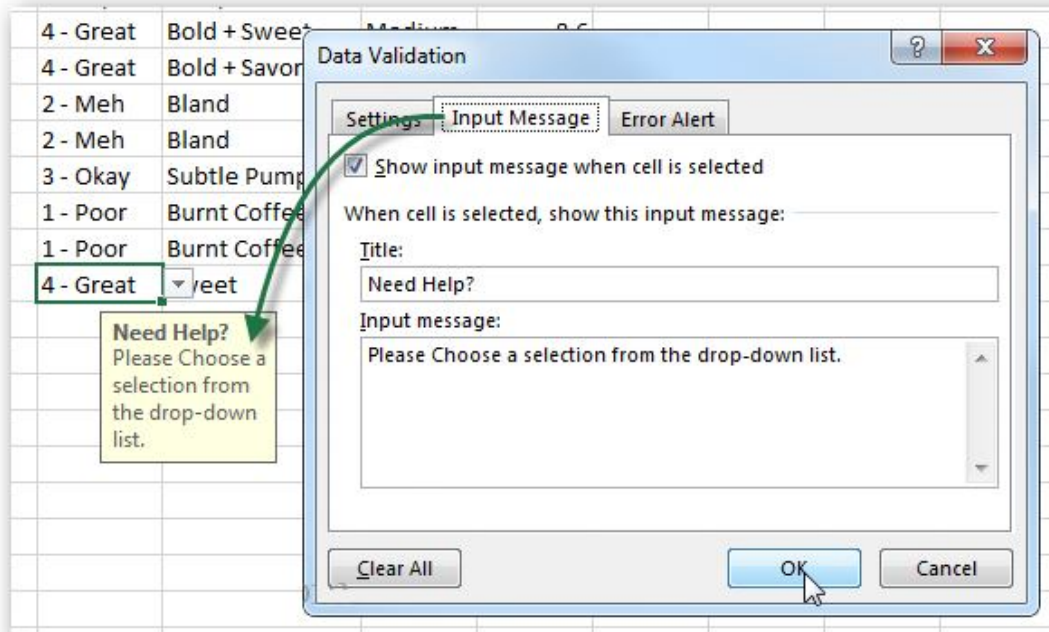 4 - Great Bold + Sweet Medium 8.6
4 - Great Bold + Savor
2 - Meh Bland
2 - Meh Bland
3 - Okay Subtle Pump
1 - Poor Burnt Coffee
1 - Poor Burnt Coffee
4 - Great weet
Need Help?
Please Choose a
selection from
the drop-down
list.
Data Validation
Settings Input Message Error Alert
Show input message when cell is selected
When cell is selected, show this input message:
Title:
Need Help?
Input message:
Please Choose a selection from the drop-down list.
Clear All OK Cancel